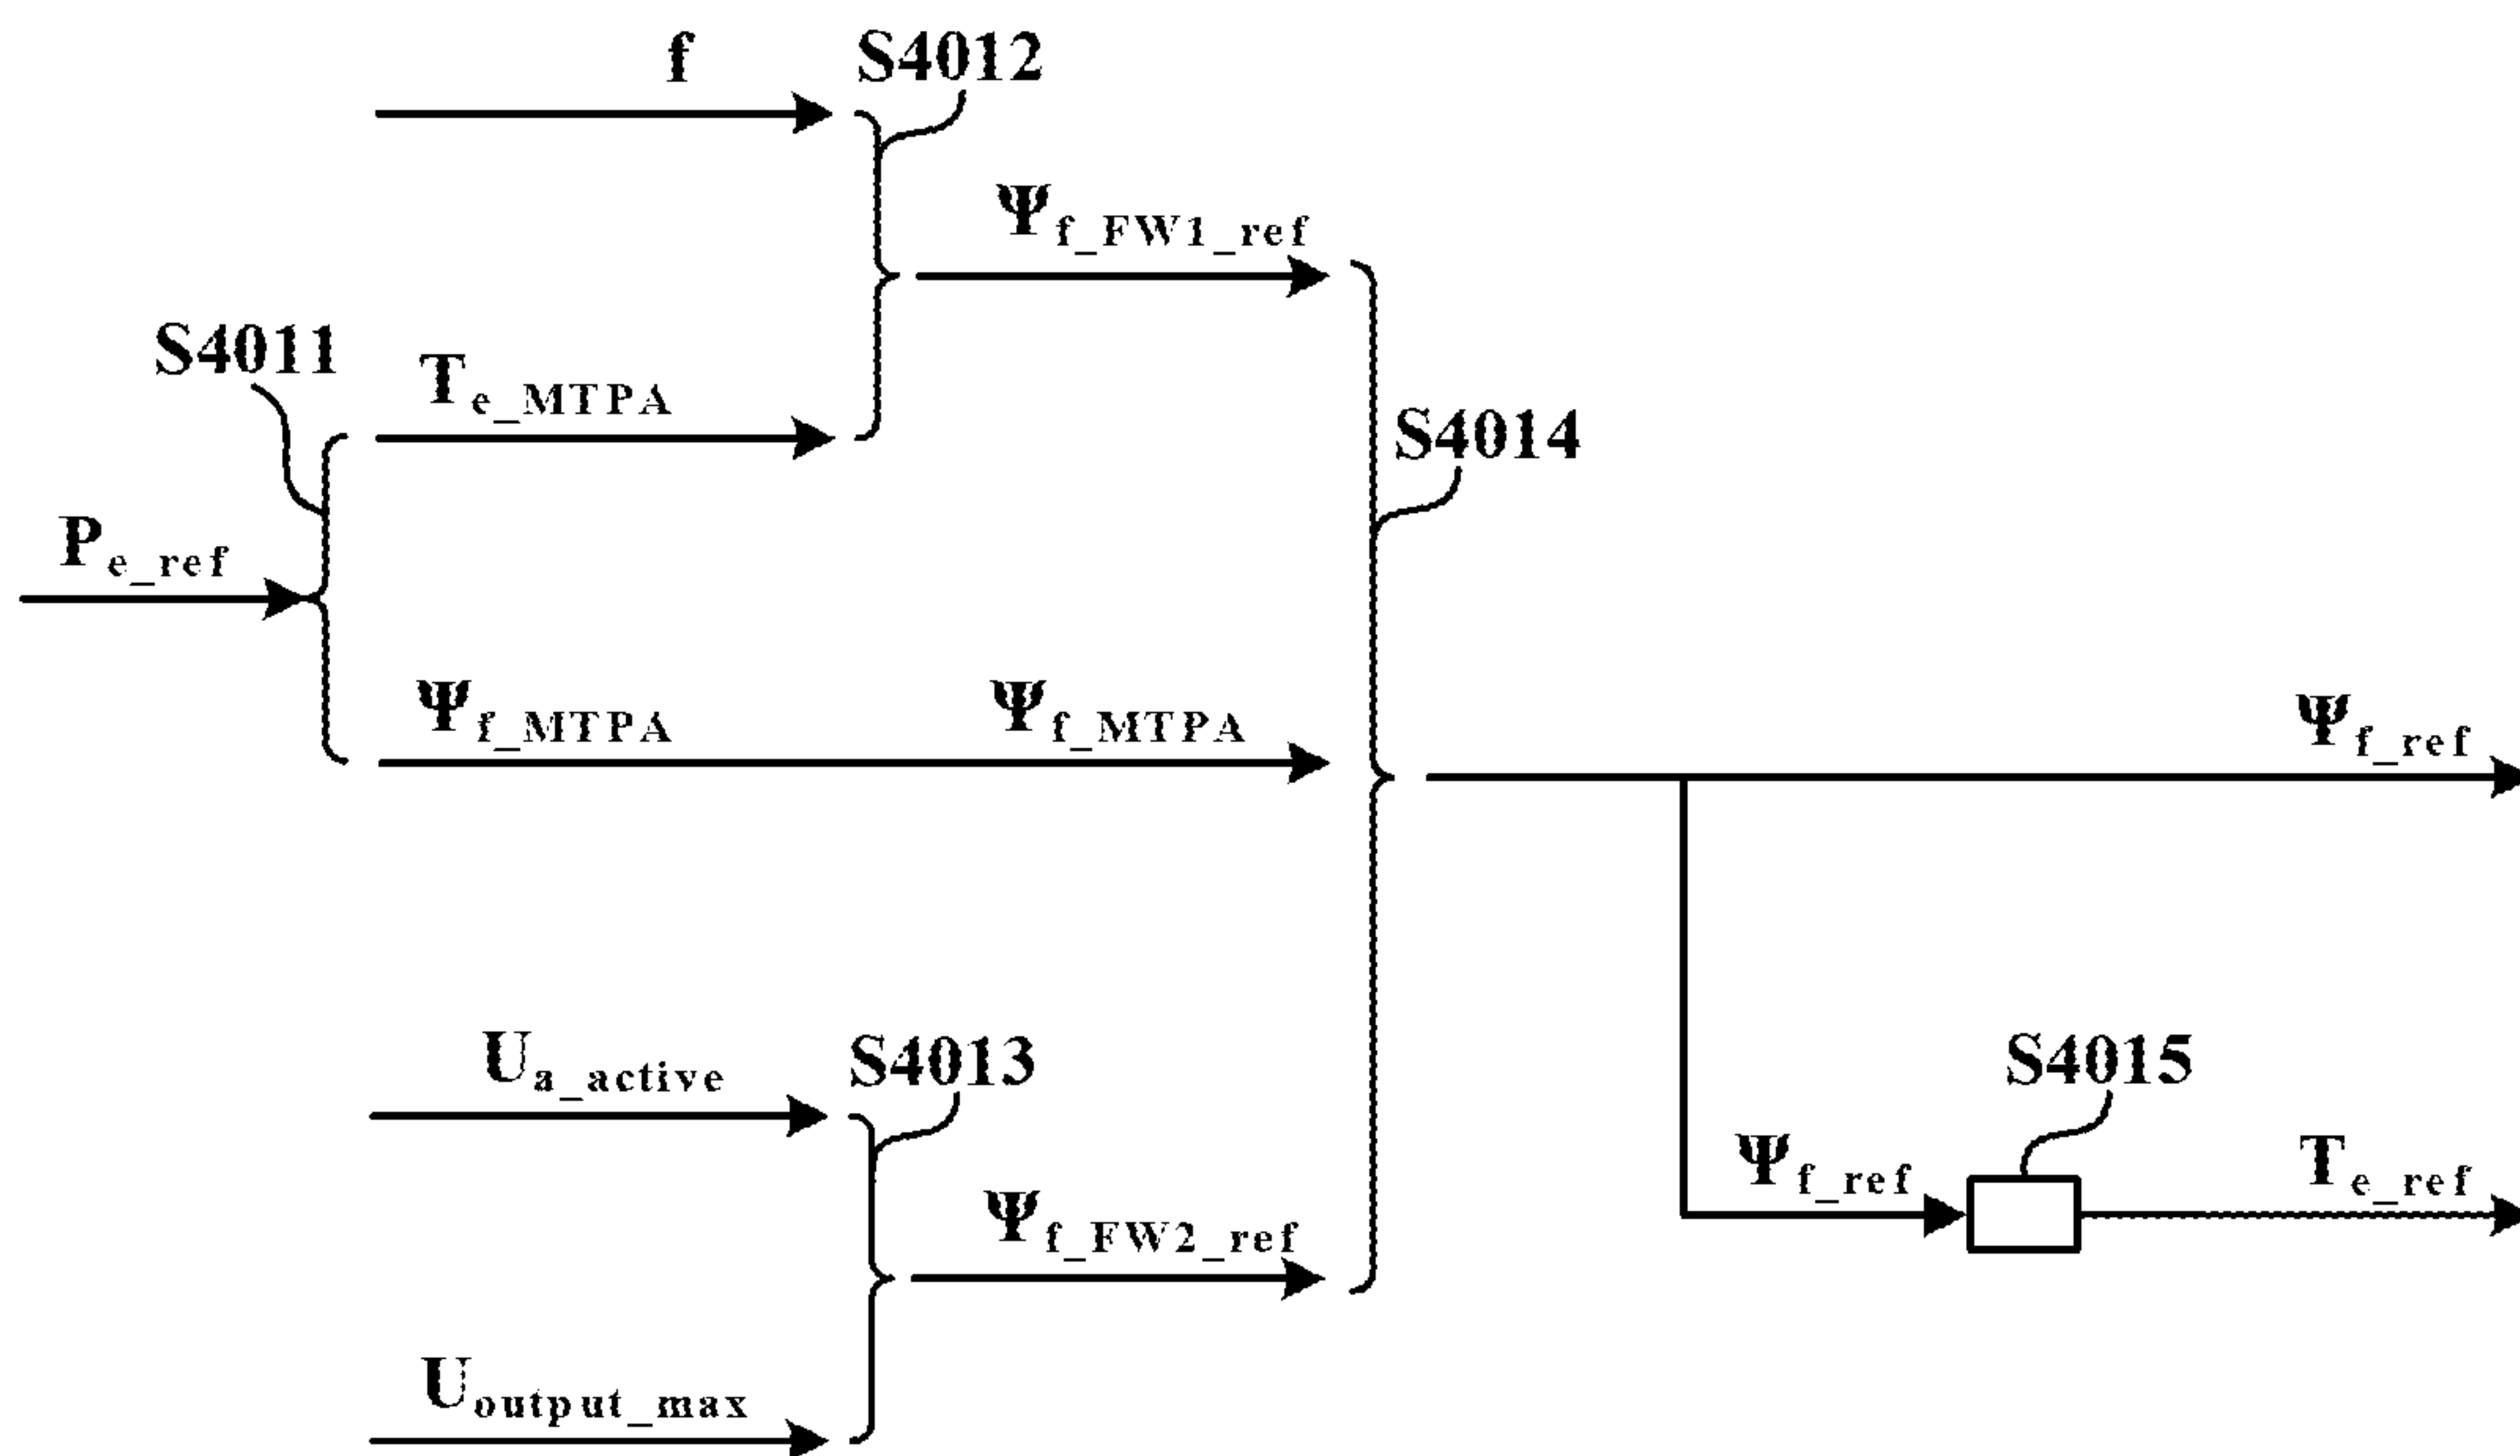 f
S4012
Ψf_FW1_ref
S4011
Te_MTPA
S4014
Pe_ref
Ψf_MTPA
Ψf_MTPA
Ψf_ref
Ua_active
S4013
S4015
Ψf_ref
Te_ref
Ψf_FW2_ref
Uoutput_max